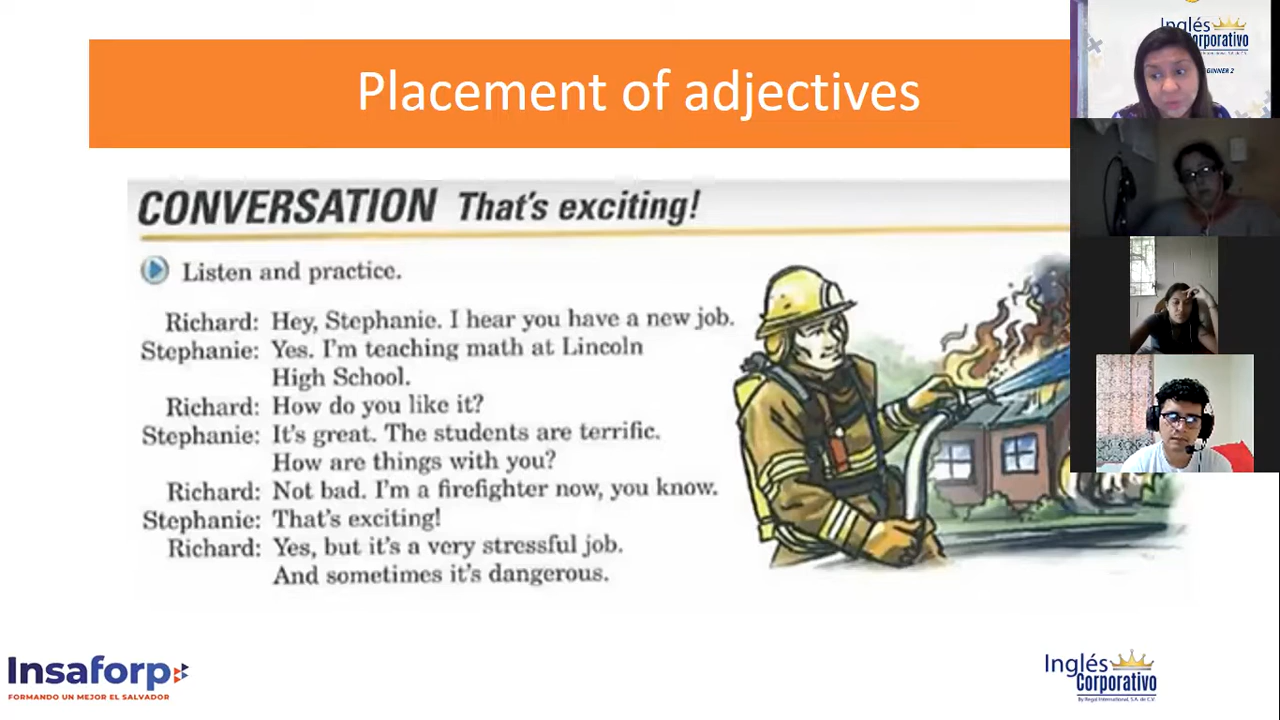 Placement of adjectives
CONVERSATION That's exciting!
Listen and practice.
Richard: Hey, Stephanie. I hear you have a new job.
Stephanie: Yes. I'm teaching math at Lincoln
High School.
Richard: How do you like it?
Stephanie: It's great. The students are terrific.
How are things with you?
Richard: Not bad. I'm a firefighter now, you know.
Stephanie: That's exciting!
Richard: Yes, but it's a very stressful job.
And sometimes it's dangerous.
Insaforp
FORMANDO UN MEJOR EL SALVADOR
Inglés
Corporativo
By Regal International, S.A. de C.V.
Inglés
orporativo
GINNER 2